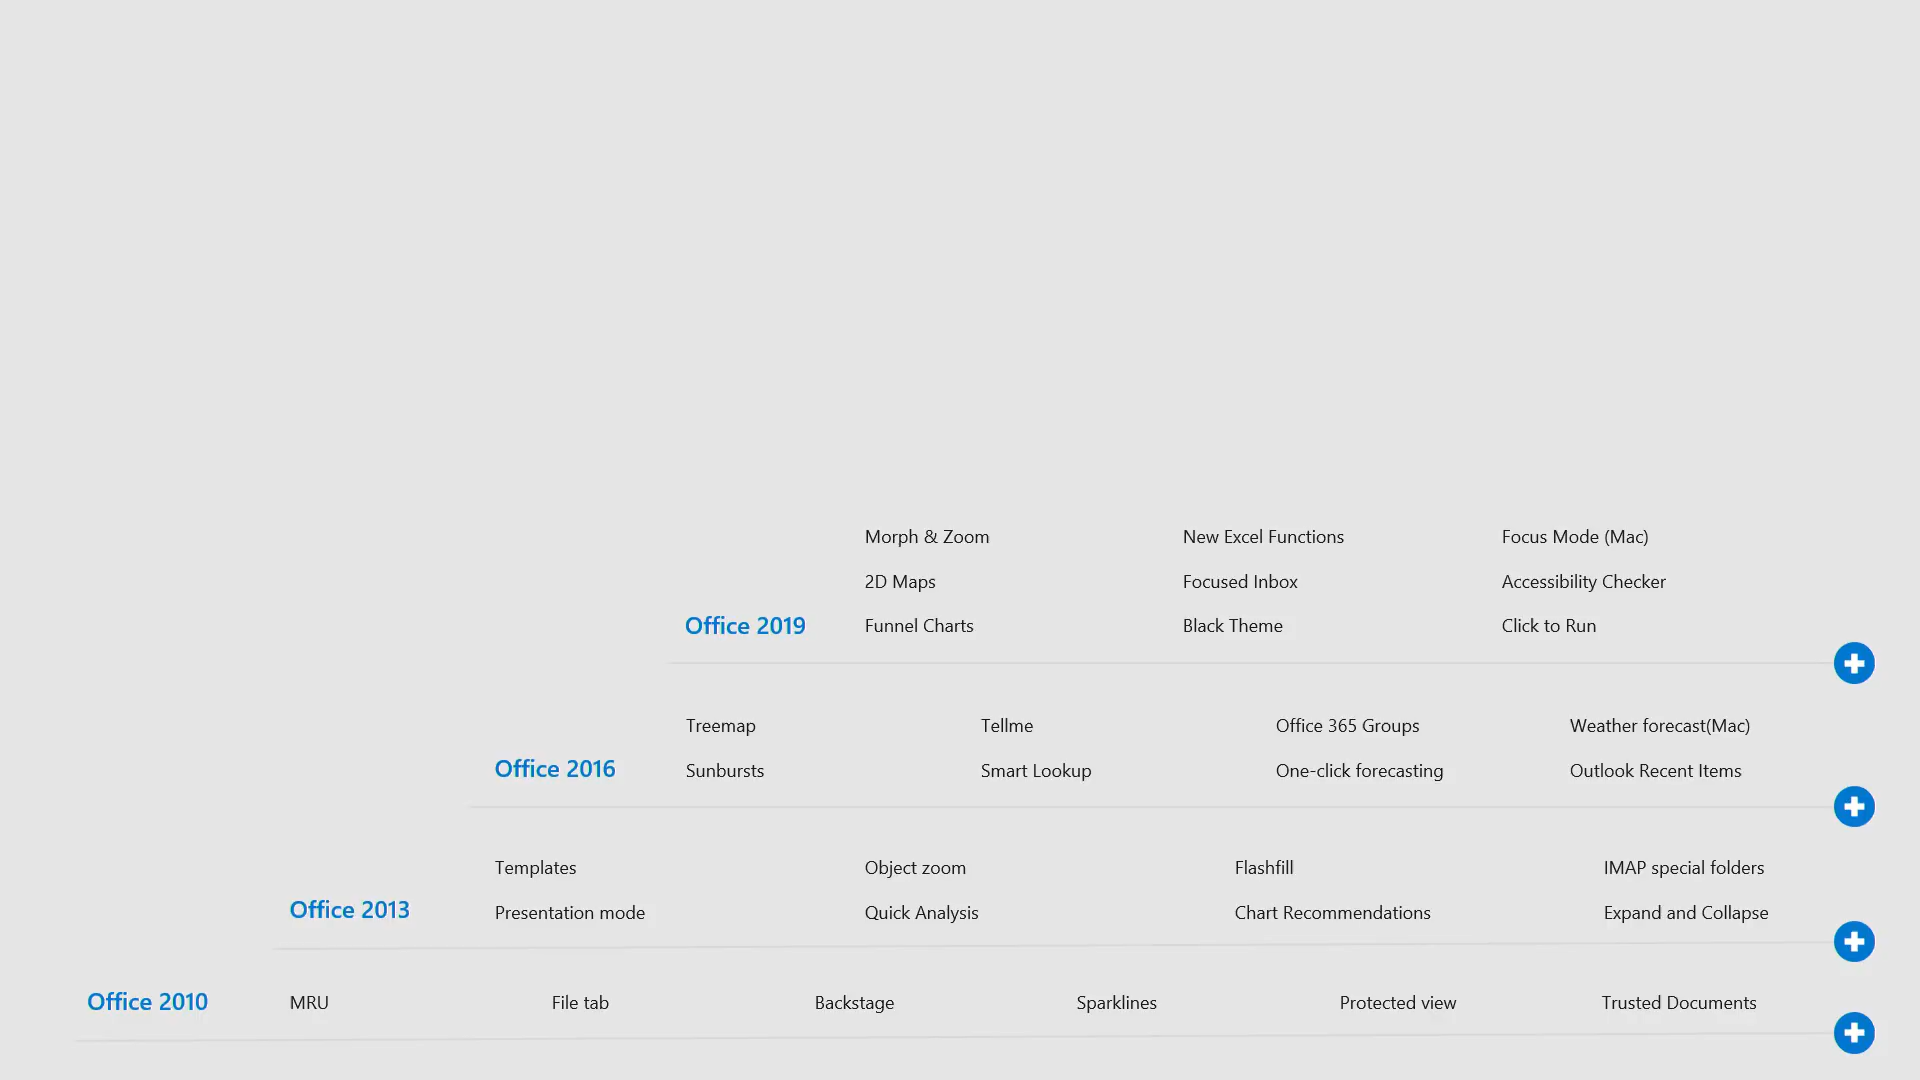 Morph & Zoom New Excel Functions Focus Mode (Mac)
2D Maps Focused Inbox Accessibility Checker
Office 2019 Funnel Charts Black Theme Click to Run
Treemap Tellme Office 365 Groups Weather forecast(Mac)
Office 2016 Sunbursts Smart Lookup One-click forecasting Outlook Recent Items
Templates Object zoom Flashfill IMAP special folders
Office 2013 Presentation mode Quick Analysis Chart Recommendations Expand and Collapse
Office 2010 MRU File tab Backstage Sparklines Protected view Trusted Documents